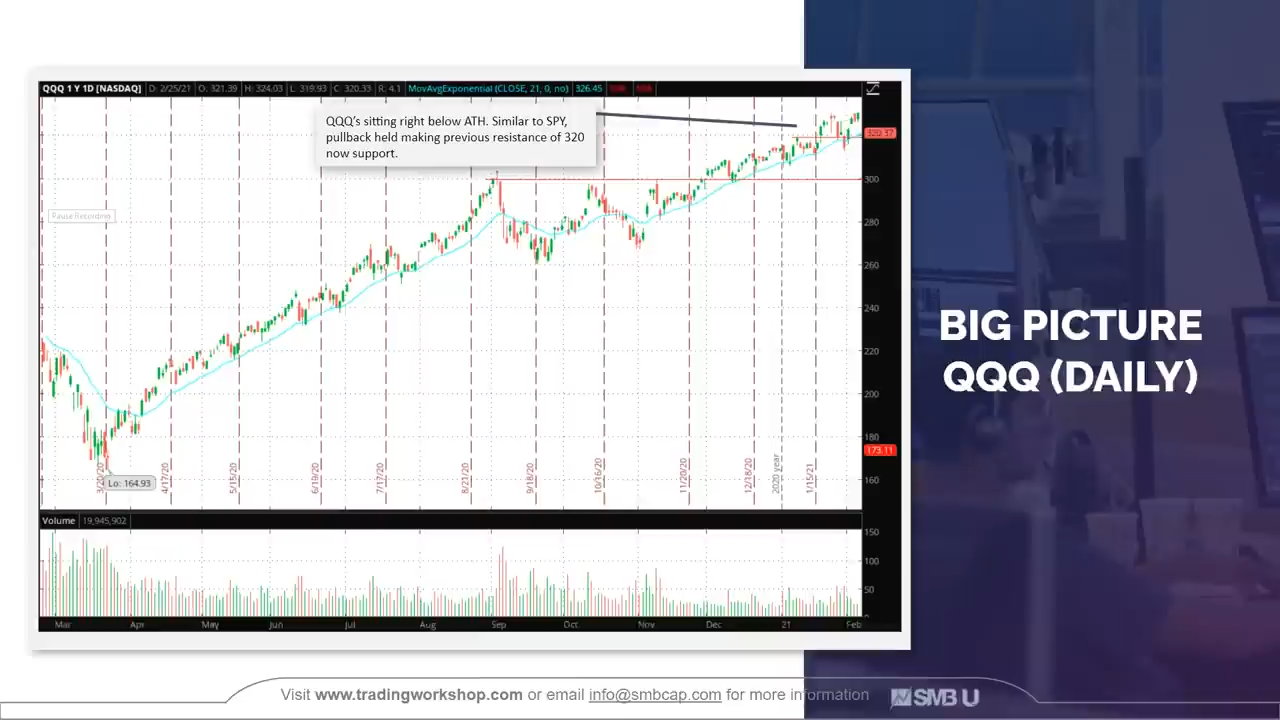 QQQ 1 Y 1D [NASDAQ] D: 2/25/21 O: 321.39 H: 324.03 L: 319.93 C: 320.33 R: 4.1 MovAvgExponential (CLOSE, 21, 0, no) 326.45
QQQ's sitting right below ATH. Similar to SPY,
pullback held making previous resistance of 320
now support.
320.37
300
Pause Recording
280
260
240
220
200
180
173.11
160
Lo: 164.93
3/20/20 4/17/20 5/15/20 6/19/20 7/17/20 8/21/20 9/18/20 10/16/20 11/20/20 12/18/20 2020 year 1/15/21
Volume 19,945,902
150
100
50
0
Mar Apr May Jun Jul Aug Sep Oct Nov Dec 21 Feb
BIG PICTURE
QQQ (DAILY)
Visit www.tradingworkshop.com or email info@smbcap.com for more information
SMB U